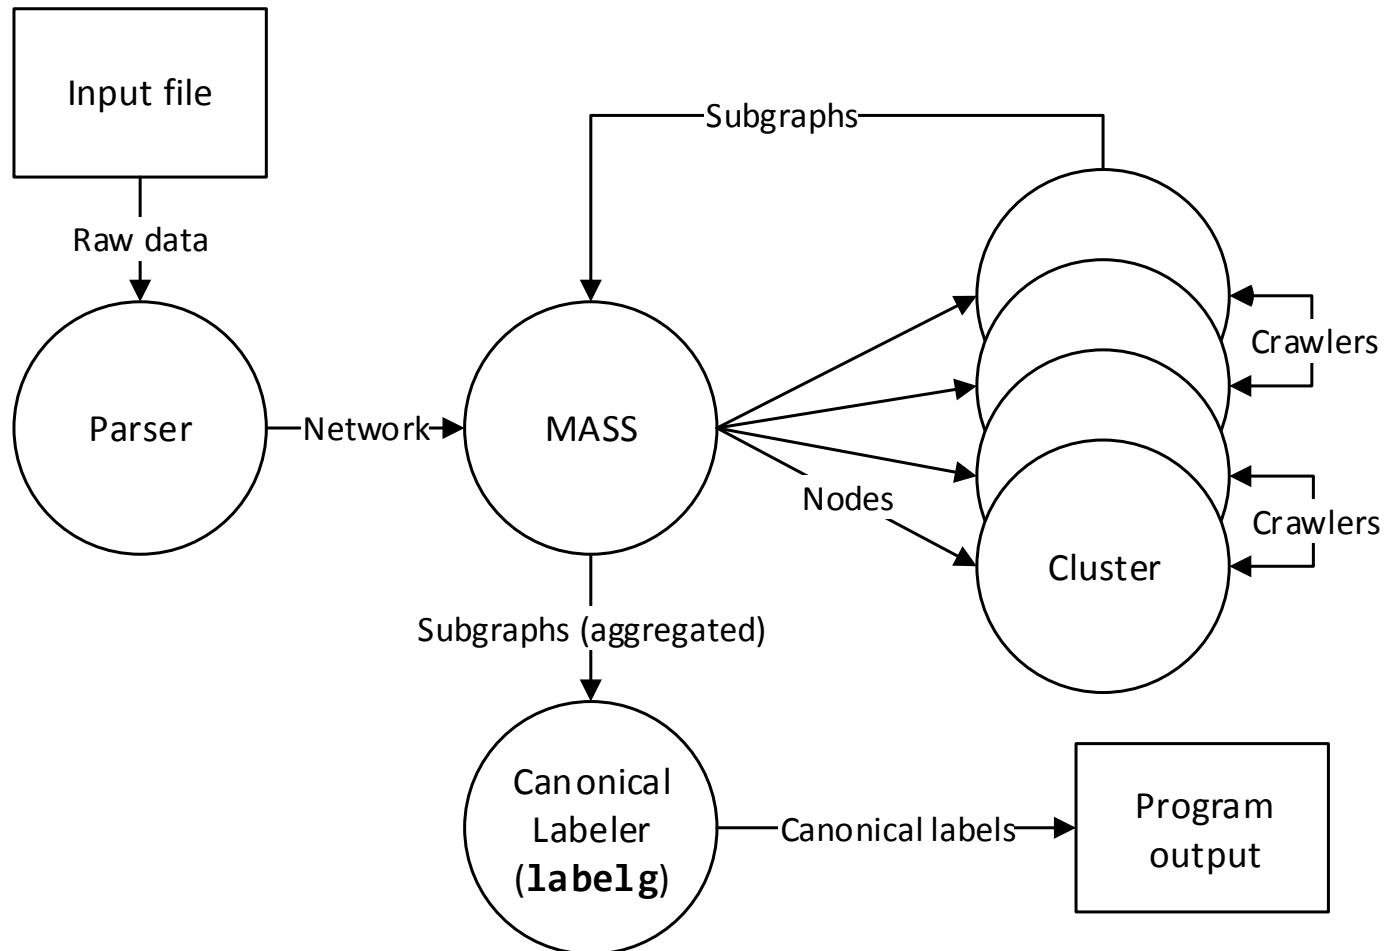 Input file
Subgraphs
Raw data
Crawlers
Parser
Network
MASS
Nodes
Crawlers
Cluster
Subgraphs (aggregated)
Canonical
Labeler
(labelg)
Canonical labels
Program
output